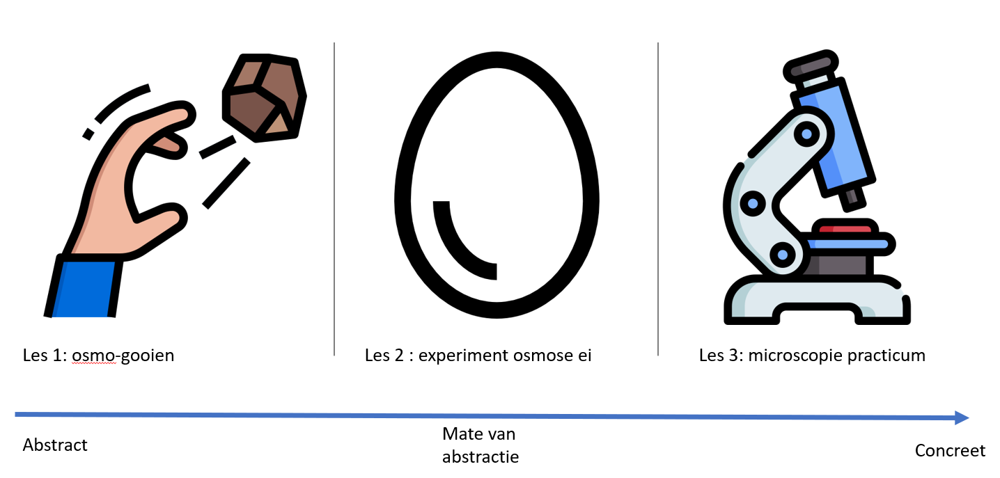 Les 1: osmo-gooien
Les 2 : experiment osmose ei
Les 3: microscopie practicum
Abstract
Mate van
abstractie
Concreet